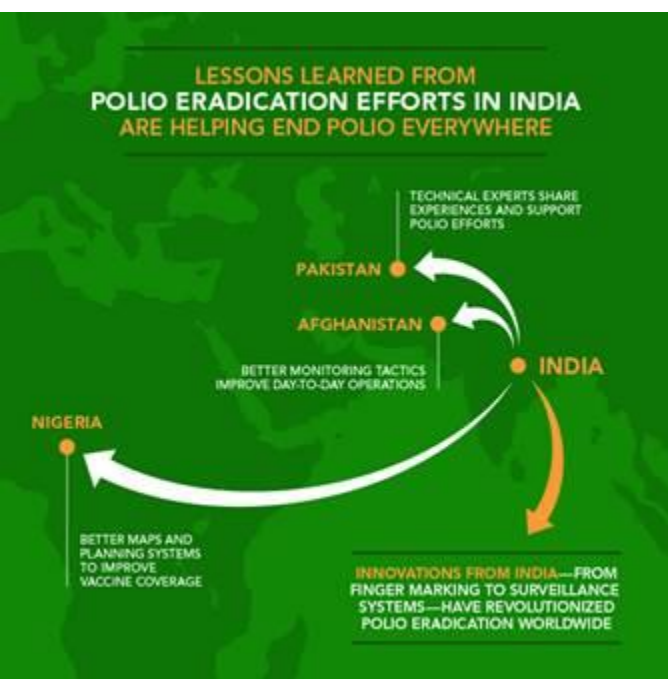 LESSONS LEARNED FROM
POLIO ERADICATION EFFORTS IN INDIA
ARE HELPING END POLIO EVERYWHERE
TECHNICAL EXPERTS SHARE
EXPERIENCES AND SUPPORT
POLIO EFFORTS
PAKISTAN
AFGHANISTAN
BETTER MONITORING TACTICS
IMPROVE DAY-TO-DAY OPERATIONS
INDIA
NIGERIA
BETTER MAPS AND
PLANNING SYSTEMS
TO IMPROVE
VACCINE COVERAGE
INNOVATIONS FROM INDIA—FROM
FINGER MARKING TO SURVEILLANCE
SYSTEMS—HAVE REVOLUTIONIZED
POLIO ERADICATION WORLDWIDE